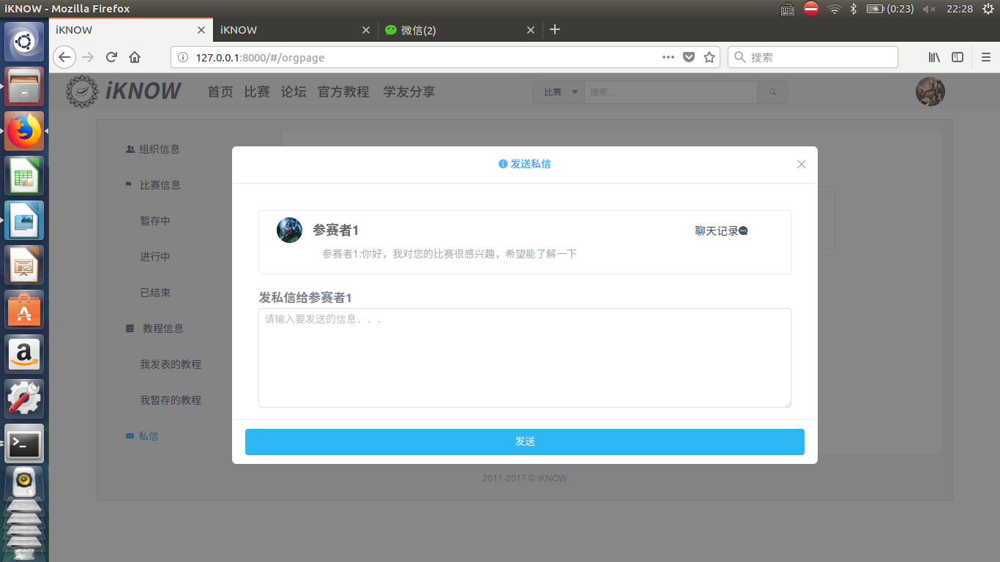 iKNOW - Mozilla Firefox
(0:23)
22:28
iKNOW
iKNOW
微信(2)
127.0.0.1:8000/#/orgpage
搜索
iKNOW
首页 比赛 论坛 官方教程 学友分享
比赛
搜索...
组织信息
比赛信息
暂存中
进行中
已结束
教程信息
我发表的教程
我暂存的教程
私信
发送私信
参赛者1
聊天记录
参赛者1:你好，我对您的比赛很感兴趣，希望能了解一下
发私信给参赛者1
请输入要发送的信息．．．
发送
2011-2017 © iKNOW